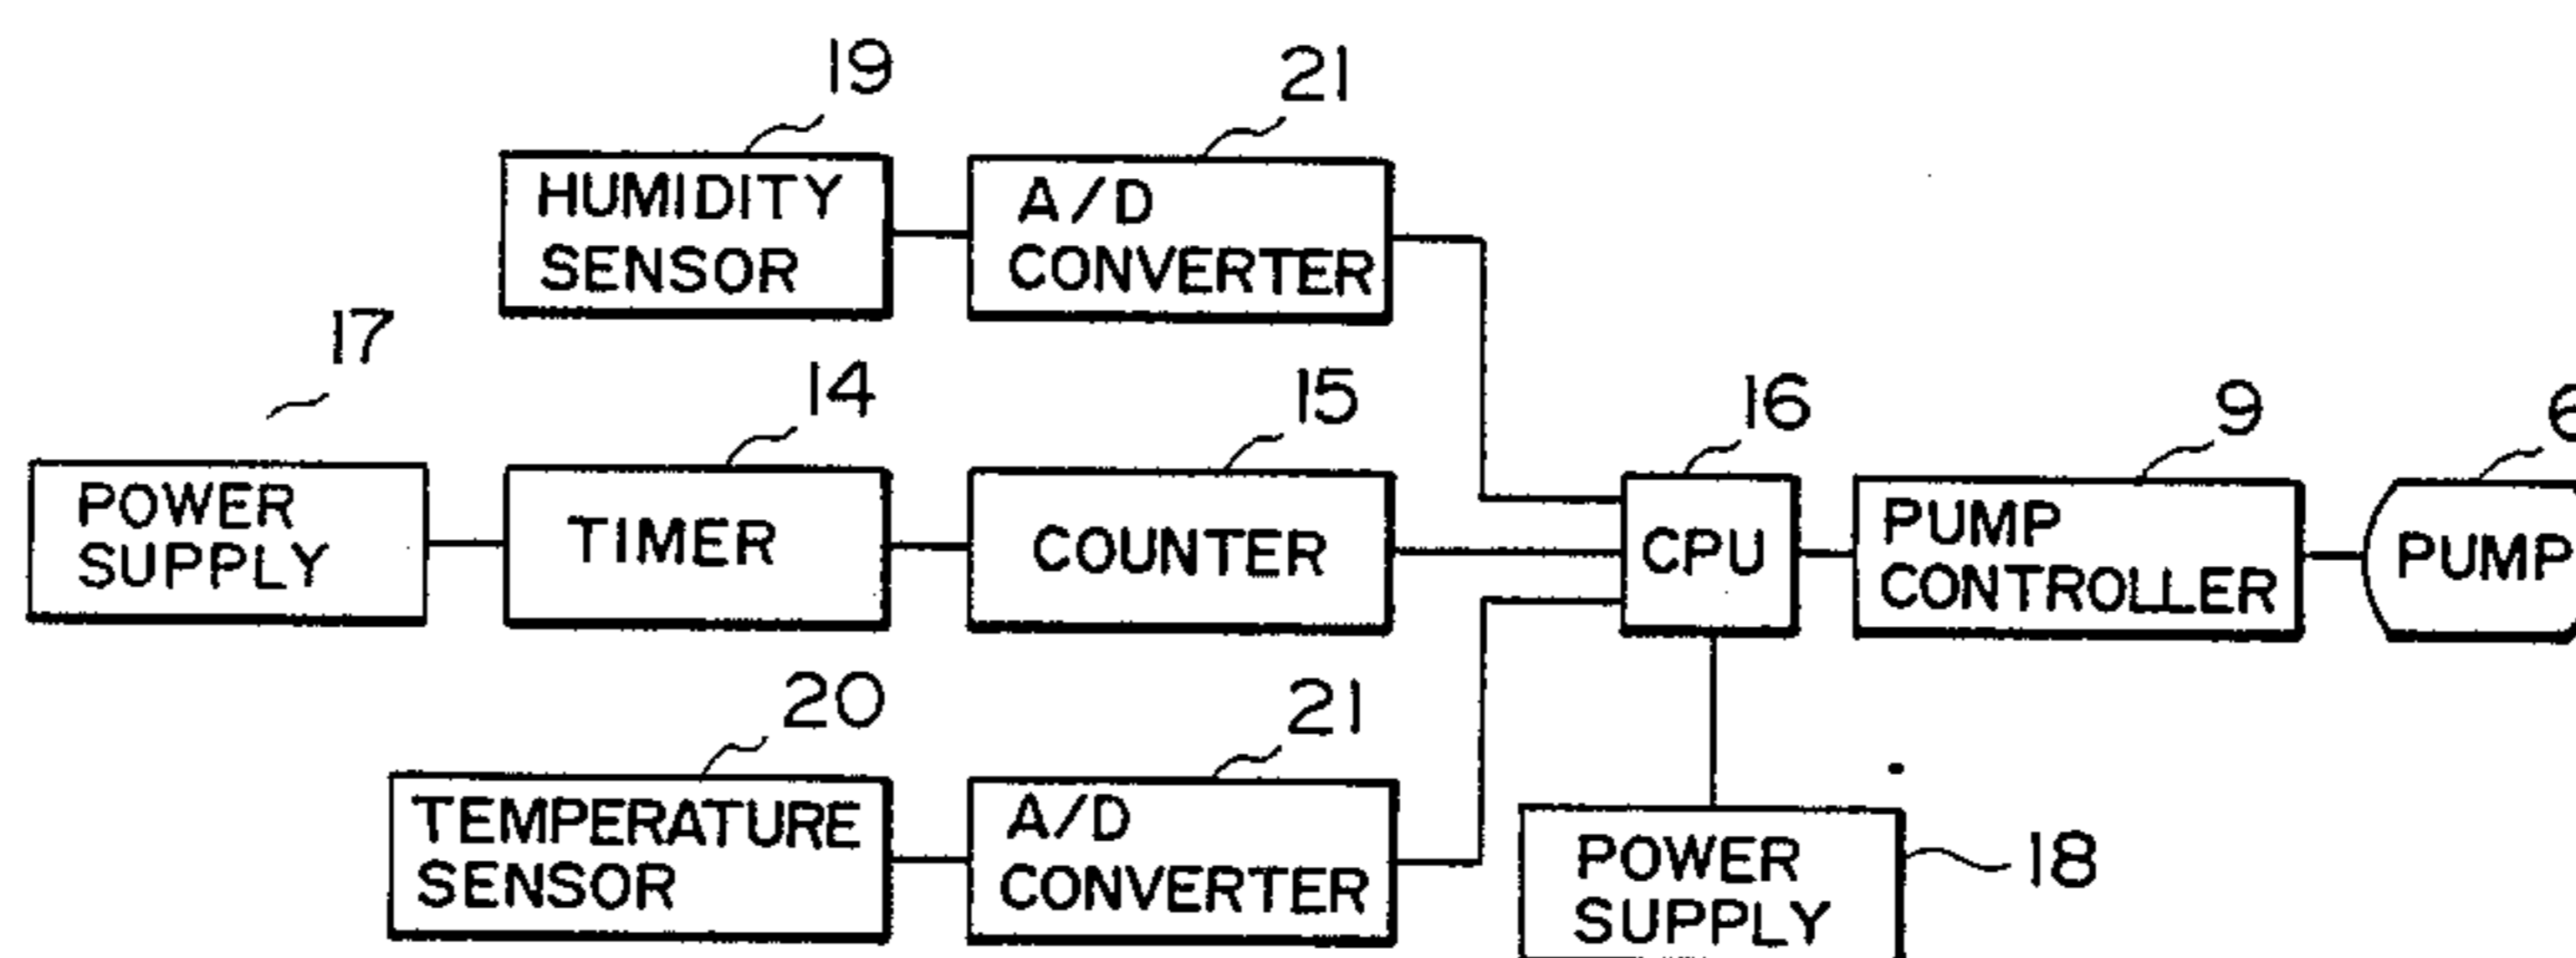 19
21
HUMIDITY
SENSOR
A/D
CONVERTER
17
14
15
16
9
6
POWER
SUPPLY
TIMER
COUNTER
CPU
PUMP
CONTROLLER
PUMP
20
21
TEMPERATURE
SENSOR
A/D
CONVERTER
POWER
SUPPLY
18